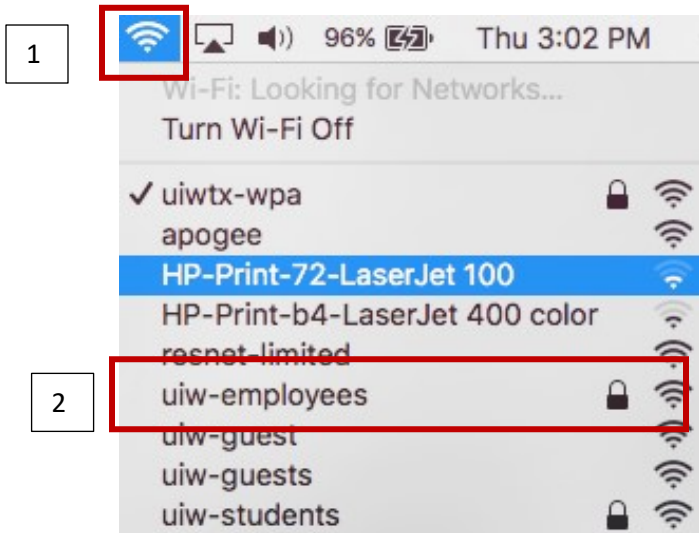 1
96% Thu 3:02 PM
Wi-Fi: Looking for Networks...
Turn Wi-Fi Off
✓ uiwtx-wpa
apogee
HP-Print-72-LaserJet 100
HP-Print-b4-LaserJet 400 color
resnet-limited
2
uiw-employees
uiw-guest
uiw-guests
uiw-students